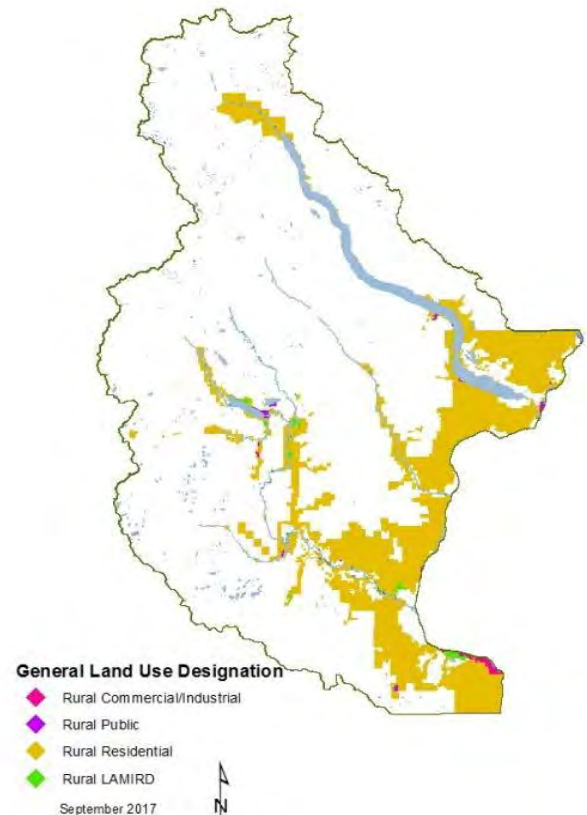 General Land Use Designation
Rural Commercial/Industrial
Rural Public
Rural Residential
Rural LAMIRD
September 2017
N